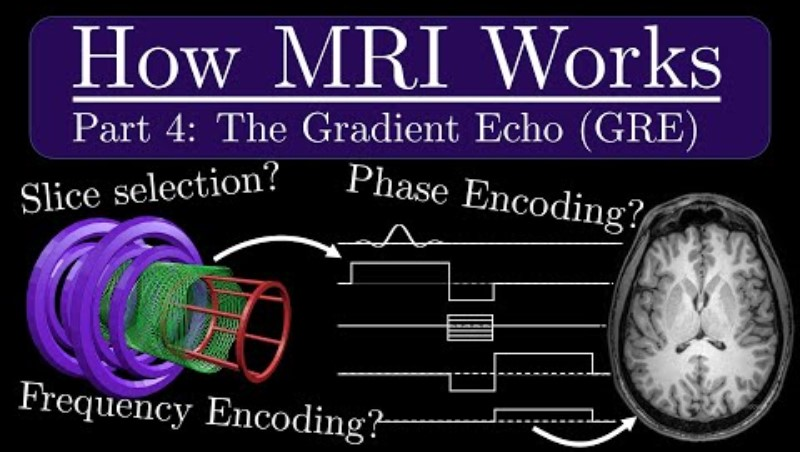 How MRI Works
Part 4: The Gradient Echo (GRE)
Slice selection?
Phase Encoding?
Frequency Encoding?